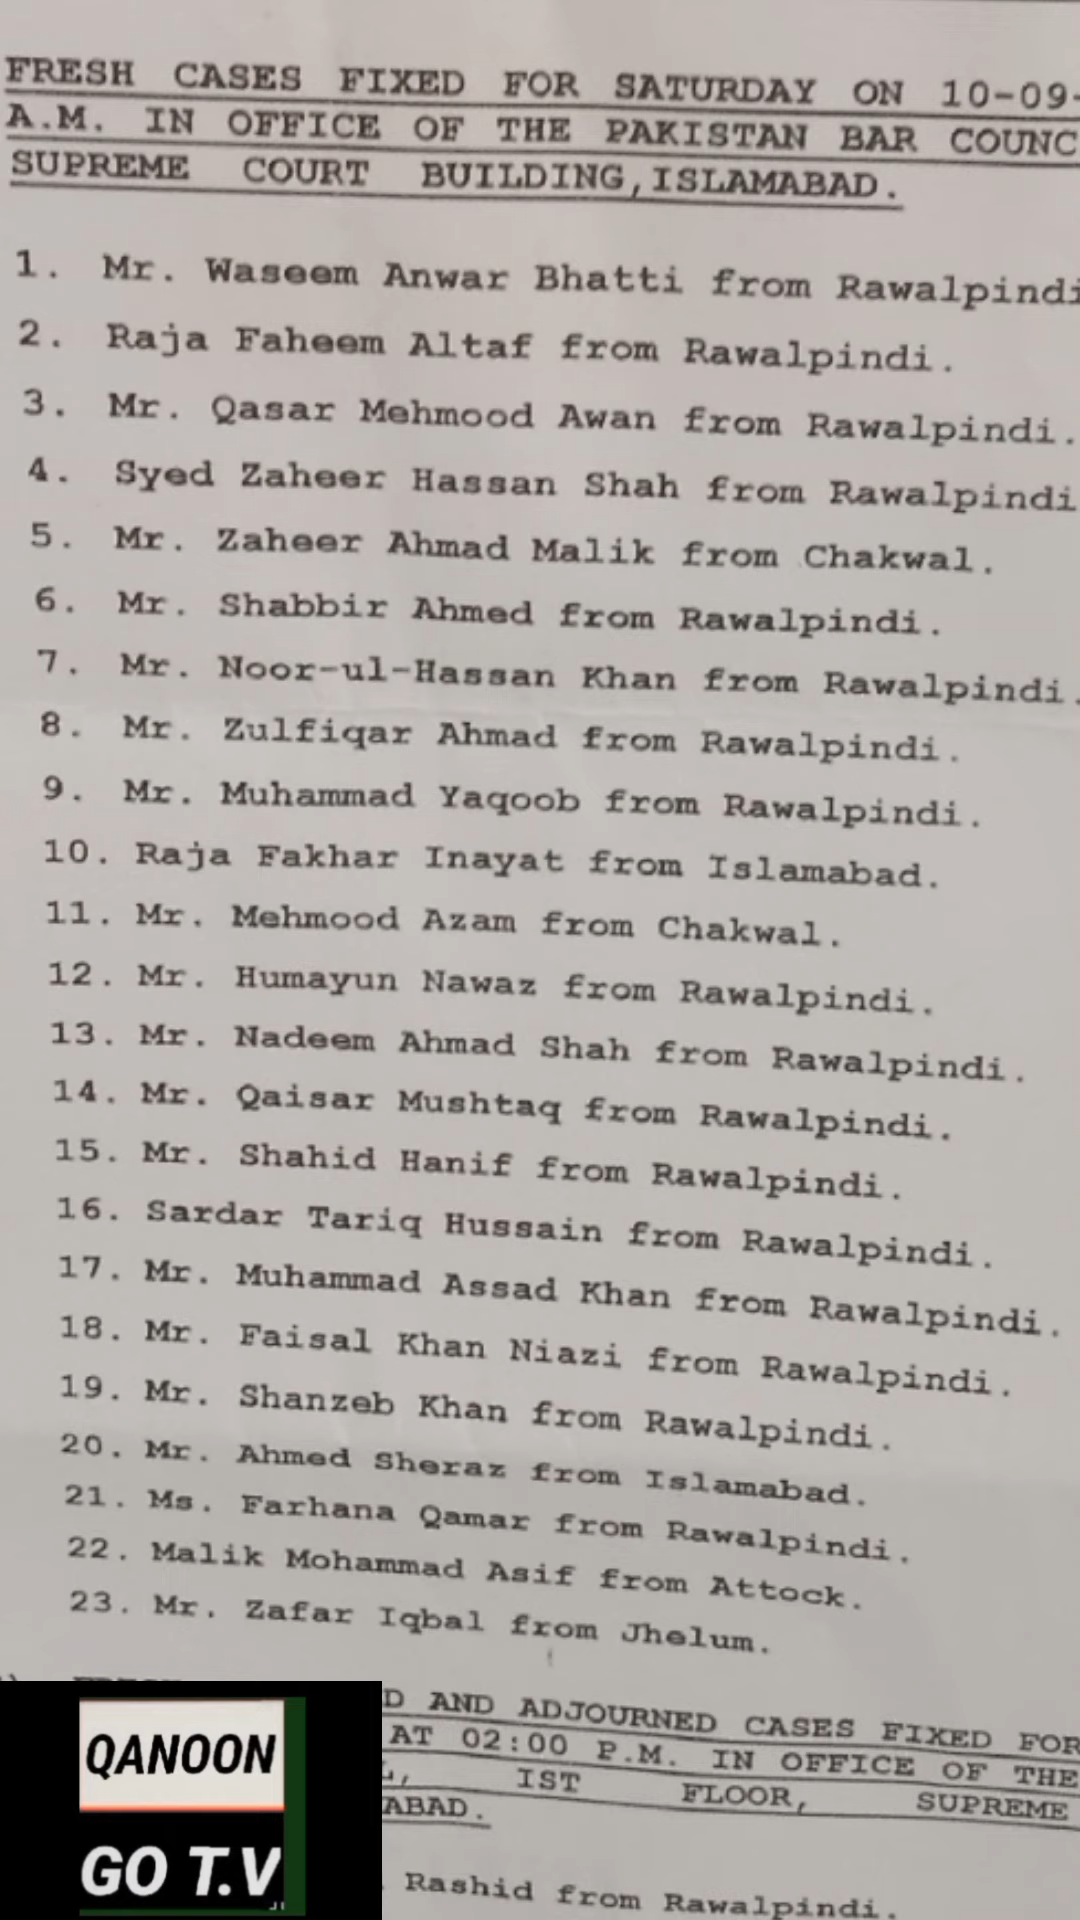 FRESH CASES FIXED FOR SATURDAY ON 10-09-
A.M. IN OFFICE OF THE PAKISTAN BAR COUNC
SUPREME COURT BUILDING, ISLAMABAD.
1. Mr. Waseem Anwar Bhatti from Rawalpindi
2. Raja Faheem Altaf from Rawalpindi.
3. Mr. Qasar Mehmood Awan from Rawalpindi.
4. Syed Zaheer Hassan Shah from Rawalpindi
5. Mr. Zaheer Ahmad Malik from Chakwal.
6. Mr. Shabbir Ahmed from Rawalpindi.
7. Mr. Noor-ul-Hassan Khan from Rawalpindi.
8. Mr. Zulfiqar Ahmad from Rawalpindi.
9. Mr. Muhammad Yaqoob from Rawalpindi.
10. Raja Fakhar Inayat from Islamabad.
11. Mr. Mehmood Azam from Chakwal.
12. Mr. Humayun Nawaz from Rawalpindi.
13. Mr. Nadeem Ahmad Shah from Rawalpindi.
14. Mr. Qaisar Mushtaq from Rawalpindi.
15. Mr. Shahid Hanif from Rawalpindi.
16. Sardar Tariq Hussain from Rawalpindi.
17. Mr. Muhammad Assad Khan from Rawalpindi.
18. Mr. Faisal Khan Niazi from Rawalpindi.
19. Mr. Shanzeb Khan from Rawalpindi.
20. Mr. Ahmed Sheraz from Islamabad.
21. Ms. Farhana Qamar from Rawalpindi.
22. Malik Mohammad Asif from Attock.
23. Mr. Zafar Iqbal from Jhelum.
D AND ADJOURNED CASES FIXED FOR
AT 02:00 P.M. IN OFFICE OF THE
L, IST FLOOR, SUPREME
ABAD.
. Rashid from Rawalpindi.
QANOON
GO T.V